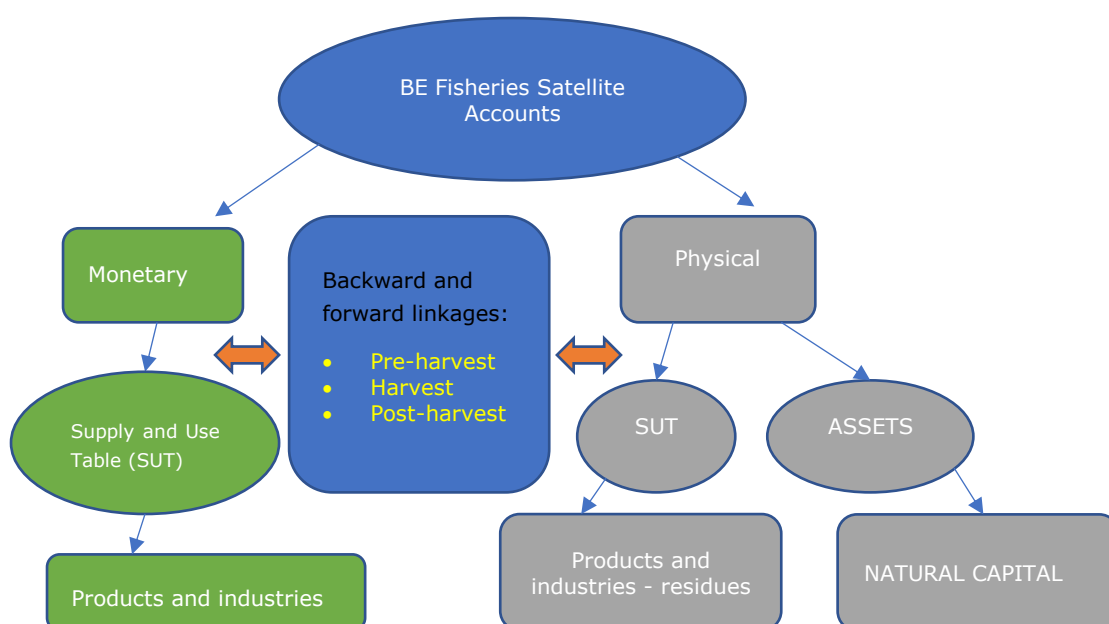 BE Fisheries Satellite
Accounts
Monetary
Backward and
forward linkages:
• Pre-harvest
• Harvest
• Post-harvest
Physical
Supply and Use
Table (SUT)
SUT
ASSETS
Products and industries
Products and
industries - residues
NATURAL CAPITAL